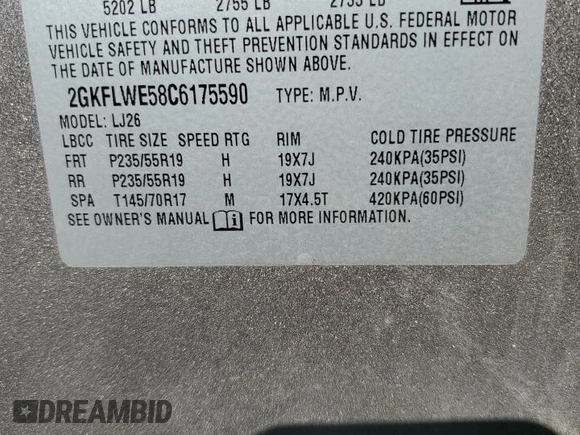 5202 LB 2755 LB 2755 LB
THIS VEHICLE CONFORMS TO ALL APPLICABLE U.S. FEDERAL MOTOR
VEHICLE SAFETY AND THEFT PREVENTION STANDARDS IN EFFECT ON
THE DATE OF MANUFACTURE SHOWN ABOVE.
2GKFLWE58C6175590 TYPE: M.P.V.
MODEL: LJ26
LBCC TIRE SIZE SPEED RTG RIM COLD TIRE PRESSURE
FRT P235/55R19 H 19X7J 240KPA(35PSI)
RR P235/55R19 H 19X7J 240KPA(35PSI)
SPA T145/70R17 M 17X4.5T 420KPA(60PSI)
SEE OWNER'S MANUAL FOR MORE INFORMATION.
DREAMBID